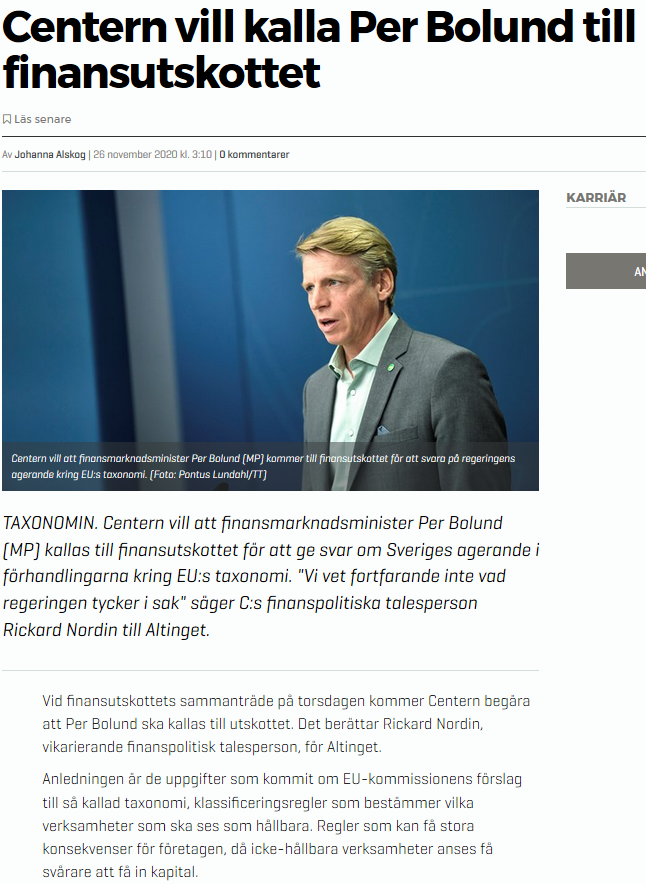 Centern vill kalla Per Bolund till
finansutskottet
Läs senare
Av Johanna Alskog | 26 november 2020 kl. 3:10 | 0 kommentarer
KARRIÄR
AN
Centern vill att finansmarknadsminister Per Bolund (MP) kommer till finansutskottet för att svara på regeringens
agerande kring EU:s taxonomi. (Foto: Pontus Lundahl/TT)
TAXONOMIN. Centern vill att finansmarknadsminister Per Bolund
(MP) kallas till finansutskottet för att ge svar om Sveriges agerande i
förhandlingarna kring EU:s taxonomi. "Vi vet fortfarande inte vad
regeringen tycker i sak" säger C:s finanspolitiska talesperson
Rickard Nordin till Altinget.
Vid finansutskottets sammanträde på torsdagen kommer Centern begära
att Per Bolund ska kallas till utskottet. Det berättar Rickard Nordin,
vikarierande finanspolitisk talesperson, för Altinget.
Anledningen är de uppgifter som kommit om EU-kommissionens förslag
till så kallad taxonomi, klassificeringsregler som bestämmer vilka
verksamheter som ska ses som hållbara. Regler som kan få stora
konsekvenser för företagen, då icke-hållbara verksamheter anses få
svårare att få in kapital.